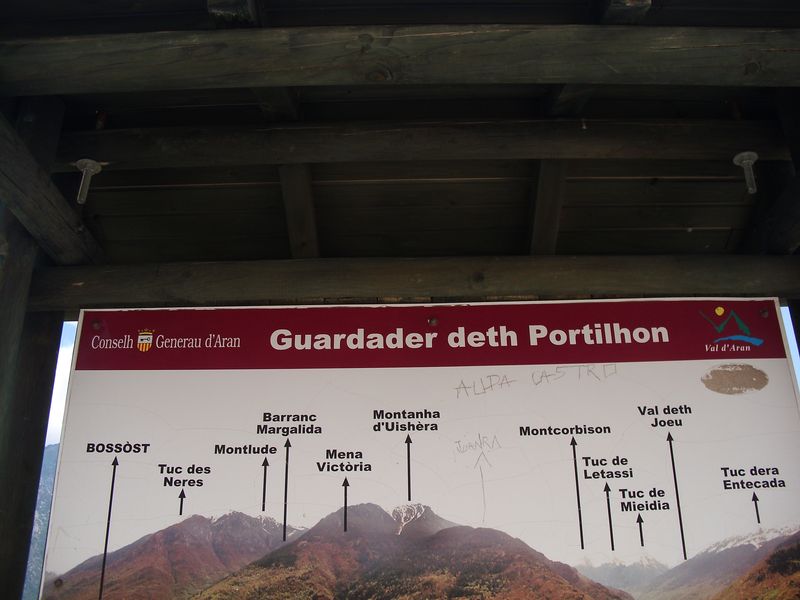 Conselh Generau d'Aran
Guardader deth Portilhon
Val d'Aran
CASTRO
BOSSÒST
Tuc des
Neres
Montlude
Barranc
Margalida
Mena
Victòria
Montanha
d'Uishèra
JUANRA
Montcorbison
Tuc de
Letassi
Tuc de
Mieidia
Val deth
Joeu
Tuc dera
Entecada